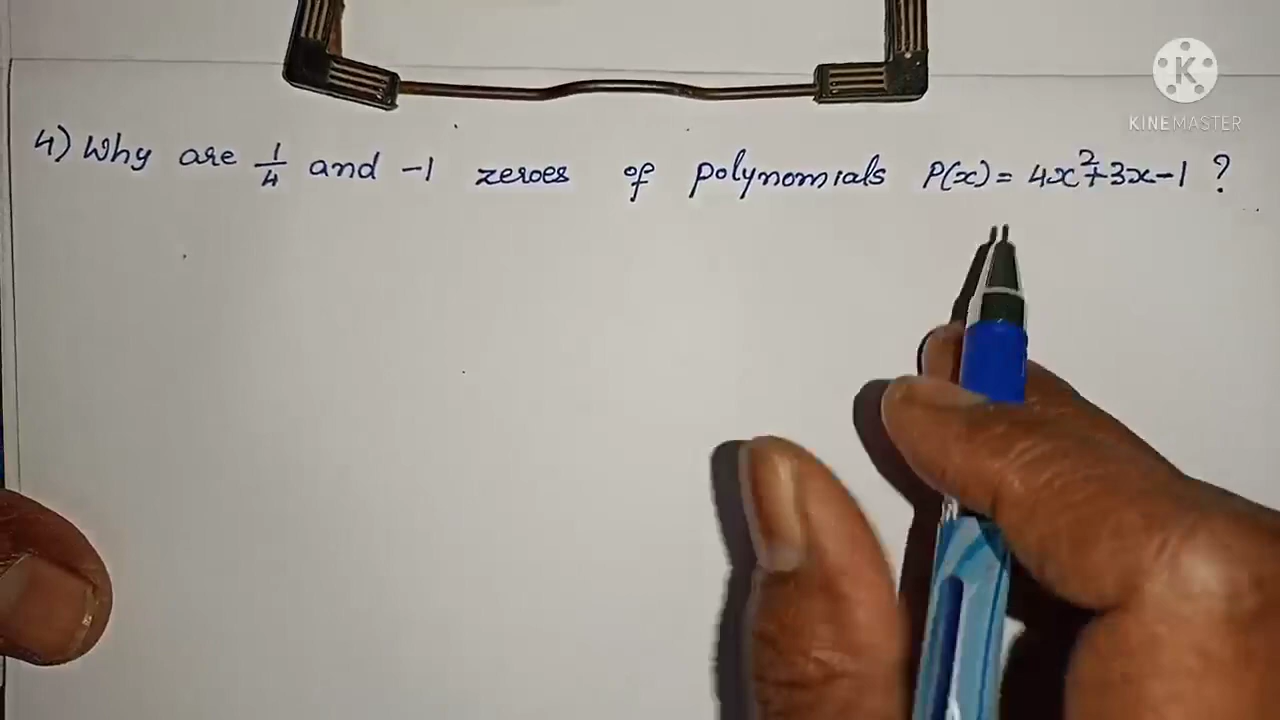 K
KINEMASTER
4) Why are 1/4 and -1 zeroes of polynomials P(x) = 4x²+3x-1 ?